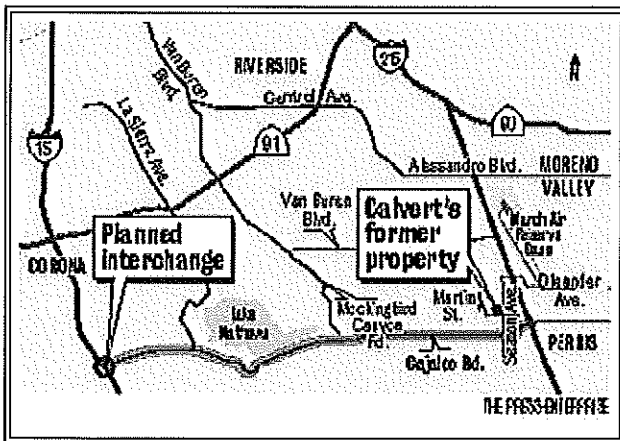 Van Buren
Blvd.
RIVERSIDE
La Sierra Ave.
Central Ave.
15
91
Alessandro Blvd.
MORENO
VALLEY
Van Buren
Blvd.
Calvert's
former
property
March Air
Reserve
Base
Planned
interchange
CORONA
Martin
St.
Oleander
Ave.
Seaton Ave.
Mockingbird
Canyon
Rd.
Cajalco Rd.
PERRIS
THE PRESS-ENTERPRISE